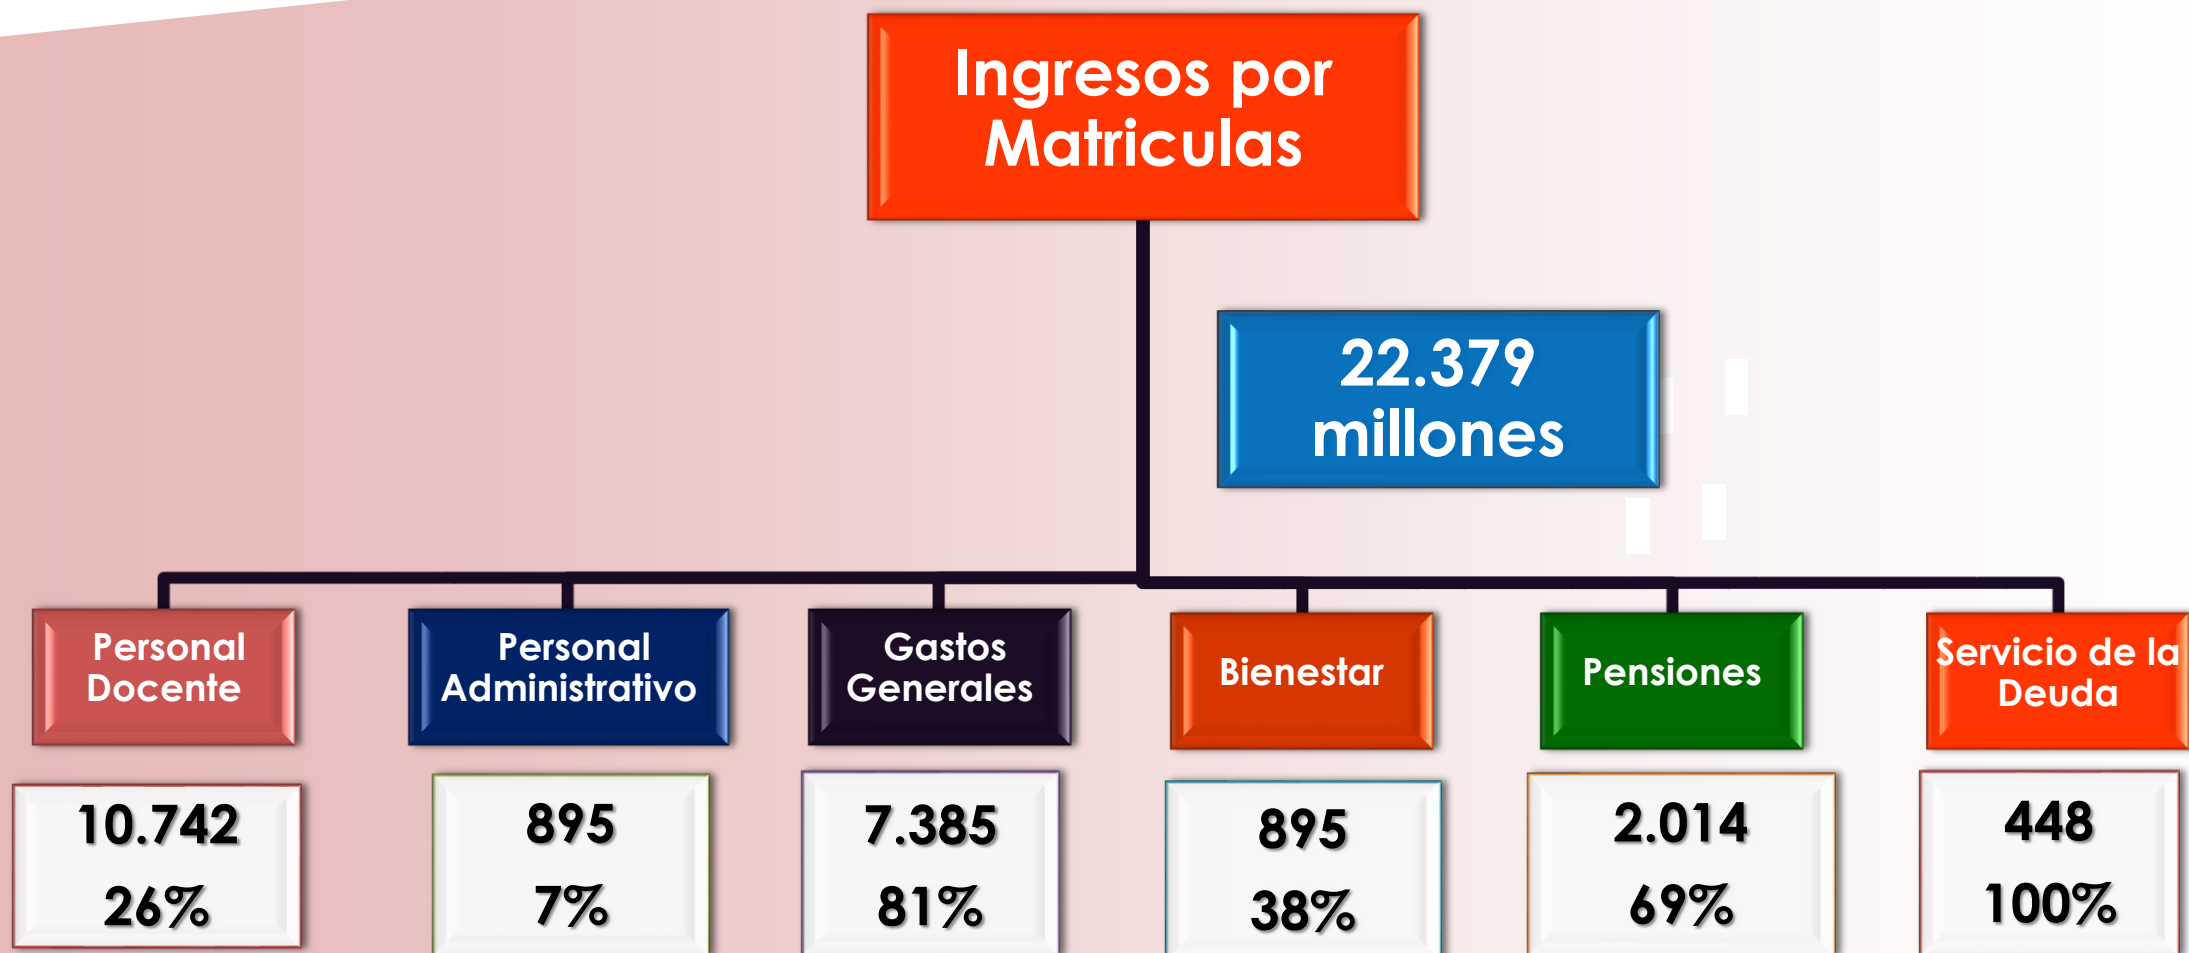 Ingresos por
Matriculas
22.379
millones
Personal
Docente
Personal
Administrativo
Gastos
Generales
Bienestar
Pensiones
Servicio de la
Deuda
10.742
26%
895
7%
7.385
81%
895
38%
2.014
69%
448
100%